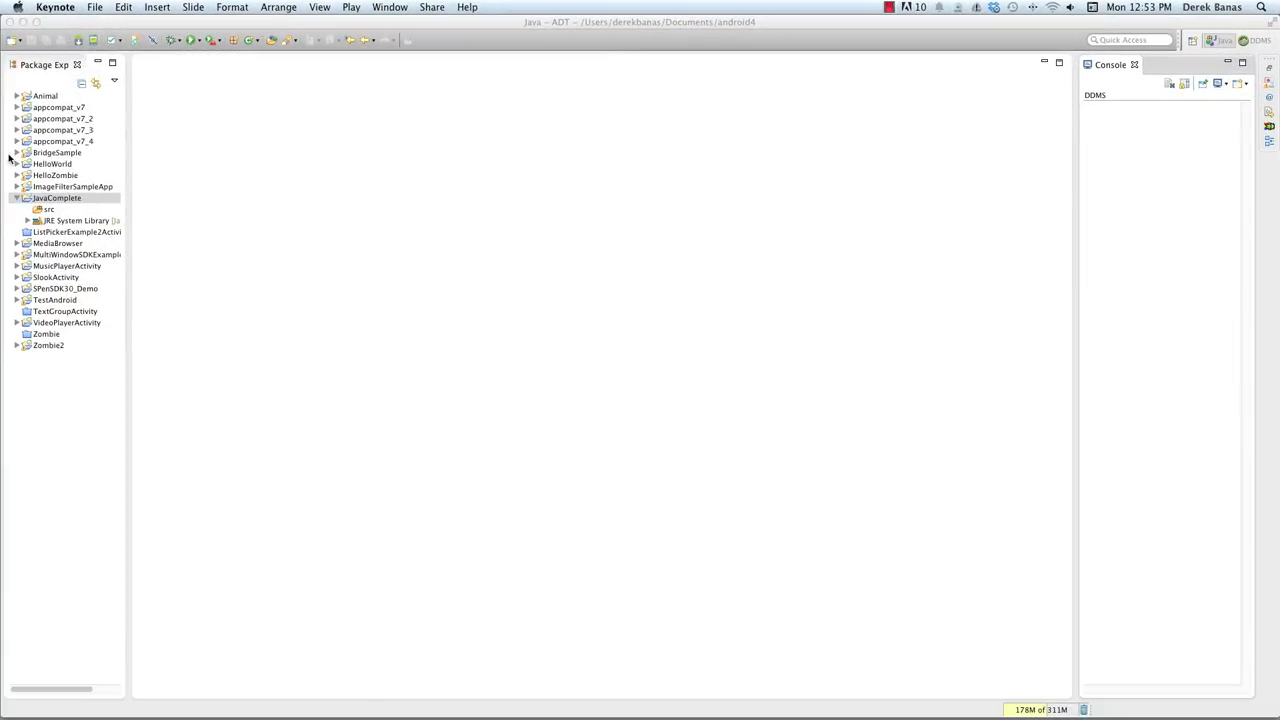 Keynote File Edit Insert Slide Format Arrange View Play Window Share Help 10 Mon 12:53 PM Derek Banas
Java – ADT – /Users/derekbanas/Documents/android4
Quick Access Java DDMS
Package Exp
Console
DDMS
Animal
appcompat_v7
appcompat_v7_2
appcompat_v7_3
appcompat_v7_4
BridgeSample
HelloWorld
HelloZombie
ImageFilterSampleApp
JavaComplete
src
JRE System Library [Ja
ListPickerExample2Activi
MediaBrowser
MultiWindowSDKExample
MusicPlayerActivity
SlookActivity
SPenSDK30_Demo
TestAndroid
TextGroupActivity
VideoPlayerActivity
Zombie
Zombie2
178M of 311M